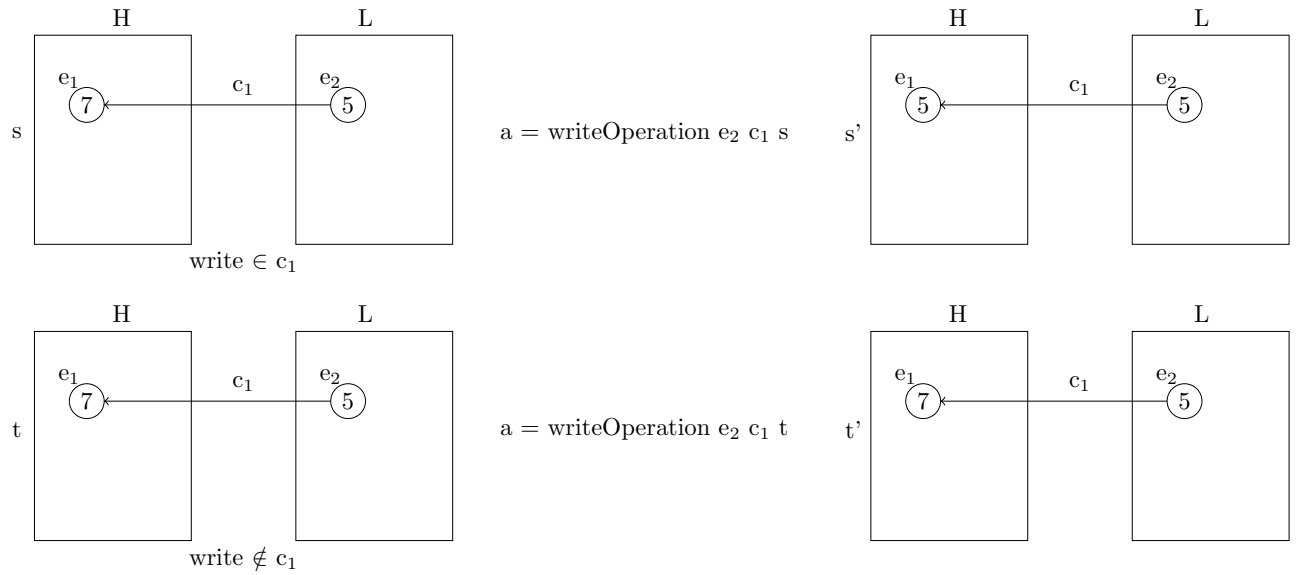 H L H L
e₁ c₁ e₂ e₁ c₁ e₂
7 5 5 5
s a = writeOperation e₂ c₁ s s’
write ∈ c₁
H L H L
e₁ c₁ e₂ e₁ c₁ e₂
7 5 7 5
t a = writeOperation e₂ c₁ t t’
write ∉ c₁